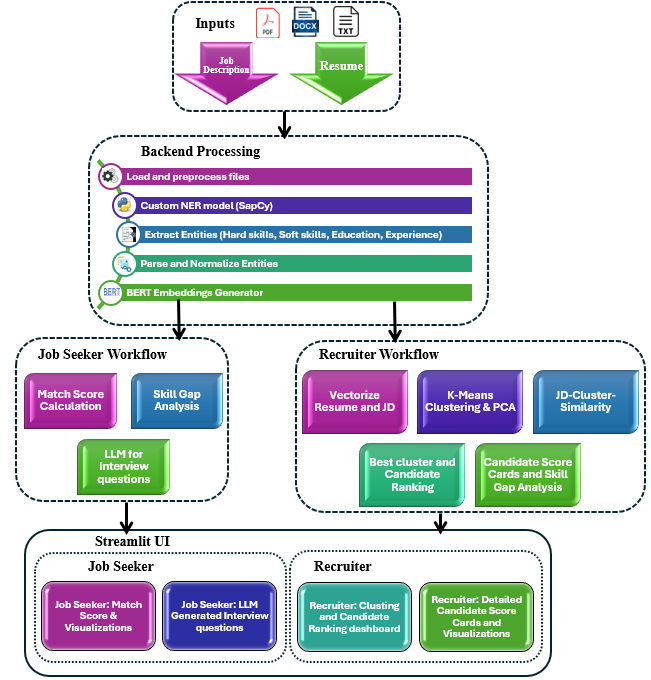 Inputs
PDF
DOCX
TXT
Job
Description
Resume
Backend Processing
Load and preprocess files
Custom NER model (SapCy)
Extract Entities (Hard skills, Soft skills, Education, Experience)
Parse and Normalize Entities
BERT
BERT Embeddings Generator
Job Seeker Workflow
Match Score
Calculation
Skill Gap
Analysis
LLM for
Interview
questions
Recruiter Workflow
Vectorize
Resume and JD
K-Means
Clustering & PCA
JD-Cluster-
Similarity
Best cluster and
Candidate
Ranking
Candidate Score
Cards and Skill
Gap Analysis
Streamlit UI
Job Seeker
Job Seeker: Match
Score &
Visualizations
Job Seeker: LLM
Generated Interview
questions
Recruiter
Recruiter: Clusting
and Candidate
Ranking dashboard
Recruiter: Detailed
Candidate Score
Cards and
Visualizations